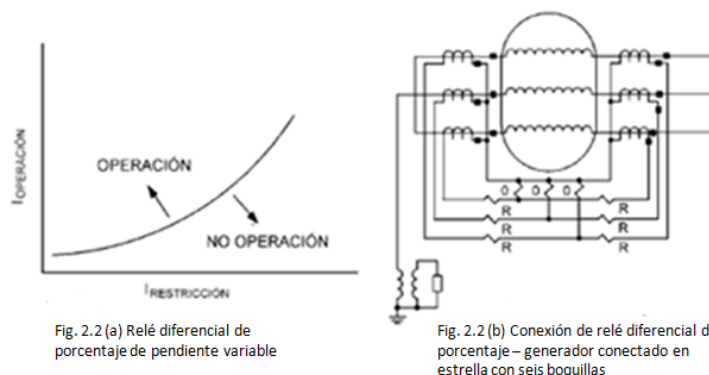 IOPERACIÓN
OPERACIÓN
NO OPERACIÓN
IRESTRICCIÓN
Fig. 2.2 (a) Relé diferencial de
porcentaje de pendiente variable
O O O
R R
R R
R R
Fig. 2.2 (b) Conexión de relé diferencial d
porcentaje – generador conectado en
estrella con seis boquillas